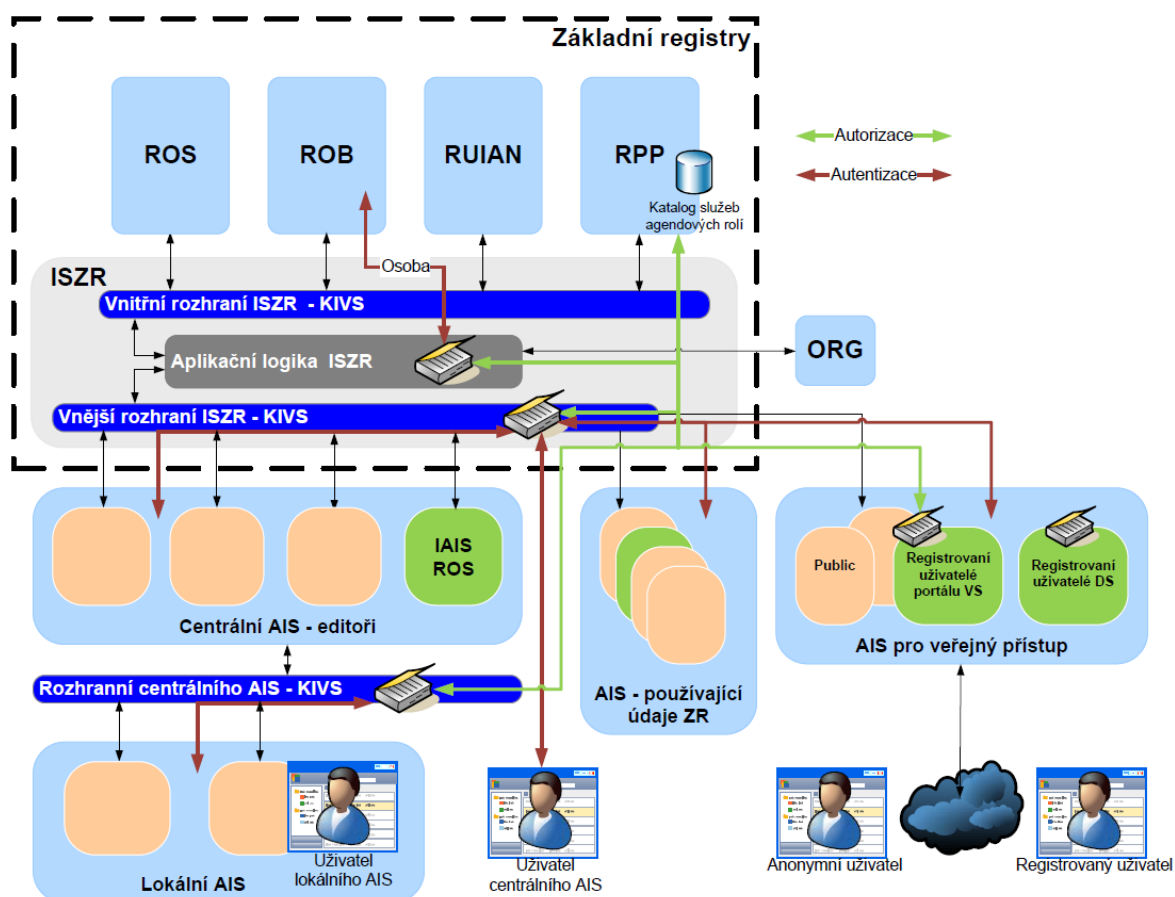 Základní registry
ROS
ROB
RUIAN
RPP
Katalog služeb
agendových rolí
Autorizace
Autentizace
Osoba
ISZR
Vnitřní rozhraní ISZR - KIVS
Aplikační logika ISZR
ORG
Vnější rozhraní ISZR - KIVS
IAIS
ROS
Centrální AIS - editoři
Public
Registrovaní
uživatelé
portálu VS
Registrovaní
uživatelé DS
AIS pro veřejný přístup
Rozhranní centrálního AIS - KIVS
AIS - používající
údaje ZR
Uživatel
lokálního AIS
Lokální AIS
Uživatel
centrálního AIS
Anonymní uživatel
Registrovaný uživatel